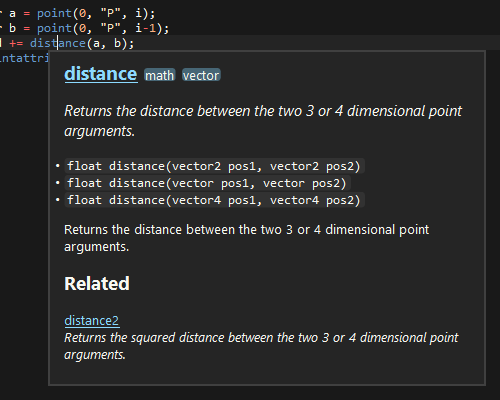 r a = point(0, "P", i);
r b = point(0, "P", i-1);
d += distance(a, b);
intattri
distance math vector
Returns the distance between the two 3 or 4 dimensional point
arguments.
• float distance(vector2 pos1, vector2 pos2)
• float distance(vector pos1, vector pos2)
• float distance(vector4 pos1, vector4 pos2)
Returns the distance between the two 3 or 4 dimensional point
arguments.
Related
distance2
Returns the squared distance between the two 3 or 4 dimensional point
arguments.